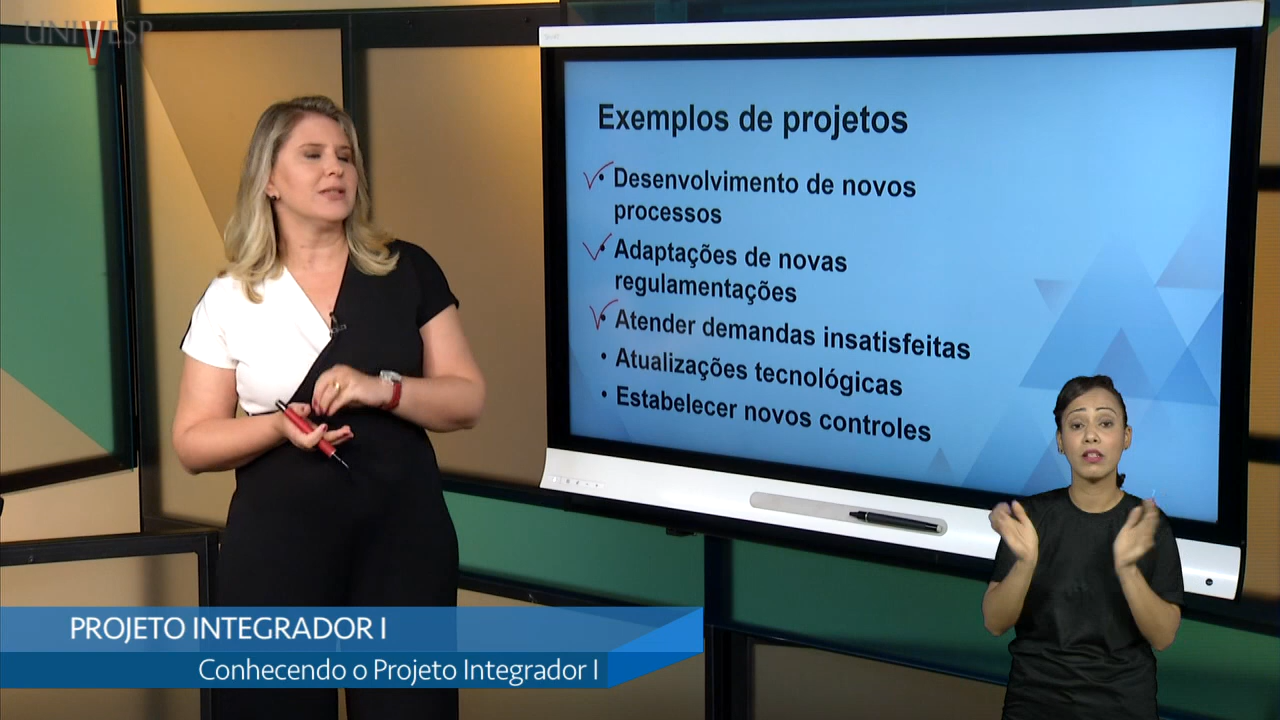 UNIVESP
Exemplos de projetos
• Desenvolvimento de novos
processos
• Adaptações de novas
regulamentações
• Atender demandas insatisfeitas
• Atualizações tecnológicas
• Estabelecer novos controles
PROJETO INTEGRADOR I
Conhecendo o Projeto Integrador I